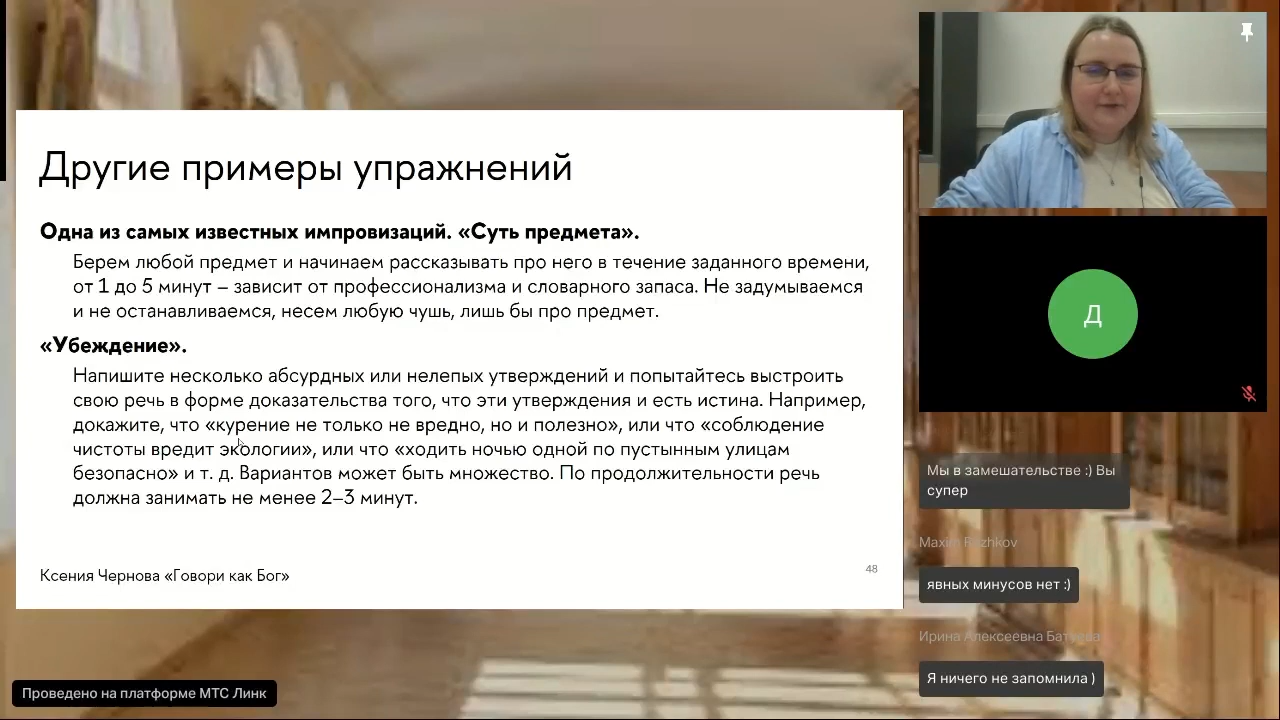 Другие примеры упражнений
Одна из самых известных импровизаций. «Суть предмета».
Берем любой предмет и начинаем рассказывать про него в течение заданного времени,
от 1 до 5 минут – зависит от профессионализма и словарного запаса. Не задумываемся
и не останавливаемся, несем любую чушь, лишь бы про предмет.
«Убеждение».
Напишите несколько абсурдных или нелепых утверждений и попытайтесь выстроить
свою речь в форме доказательства того, что эти утверждения и есть истина. Например,
докажите, что «курение не только не вредно, но и полезно», или что «соблюдение
чистоты вредит экологии», или что «ходить ночью одной по пустынным улицам
безопасно» и т. д. Вариантов может быть множество. По продолжительности речь
должна занимать не менее 2–3 минут.
Ксения Чернова «Говори как Бог»
48
Проведено на платформе МТС Линк
Д
Мы в замешательстве :) Вы
супер
Maxim
явных минусов нет :)
Ирина Алексеевна
Я ничего не запомнила )